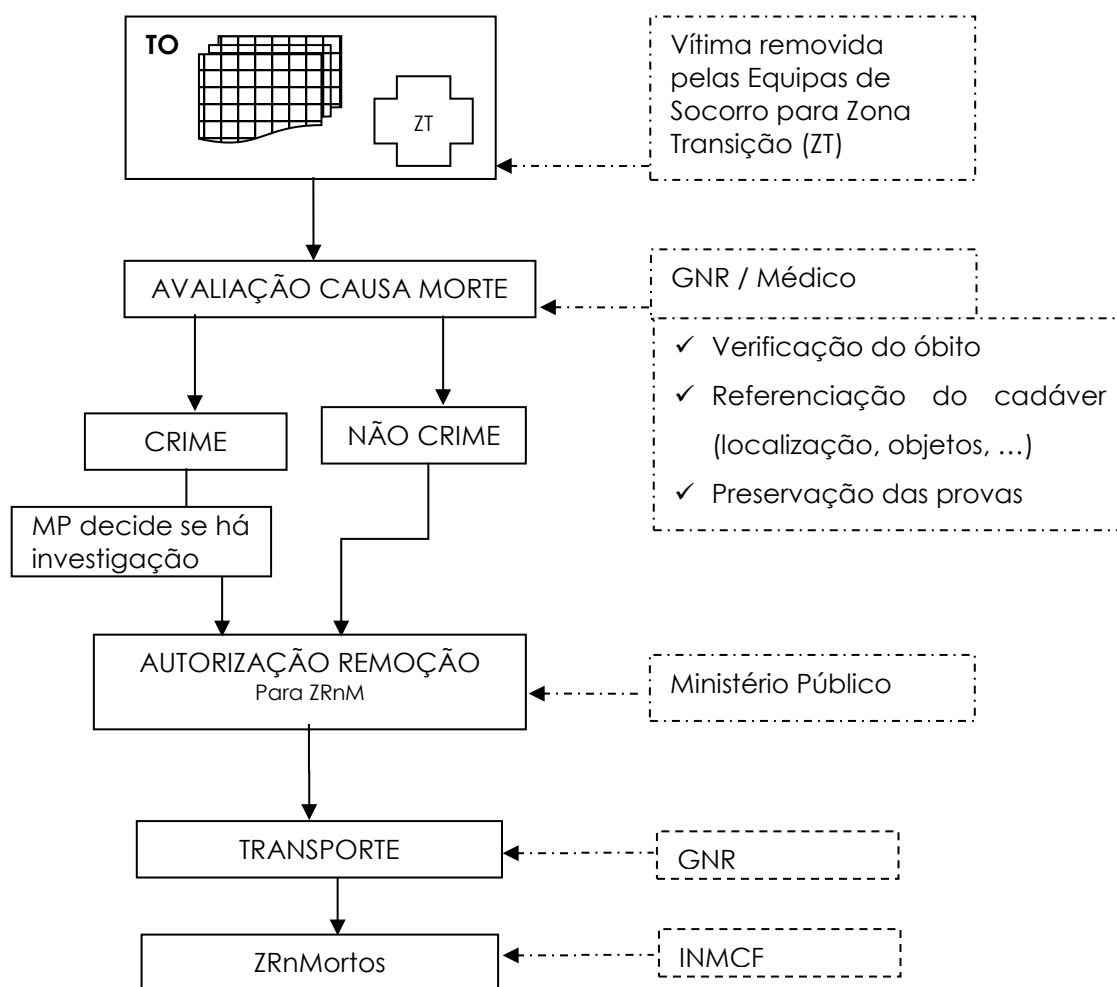 TO
ZT
Vítima removida
pelas Equipas de
Socorro para Zona
Transição (ZT)
AVALIAÇÃO CAUSA MORTE
GNR / Médico
✓ Verificação do óbito
✓ Referenciação do cadáver
(localização, objetos, …)
✓ Preservação das provas
CRIME
NÃO CRIME
MP decide se há
investigação
AUTORIZAÇÃO REMOÇÃO
Para ZRnM
Ministério Público
TRANSPORTE
GNR
ZRnMortos
INMCF